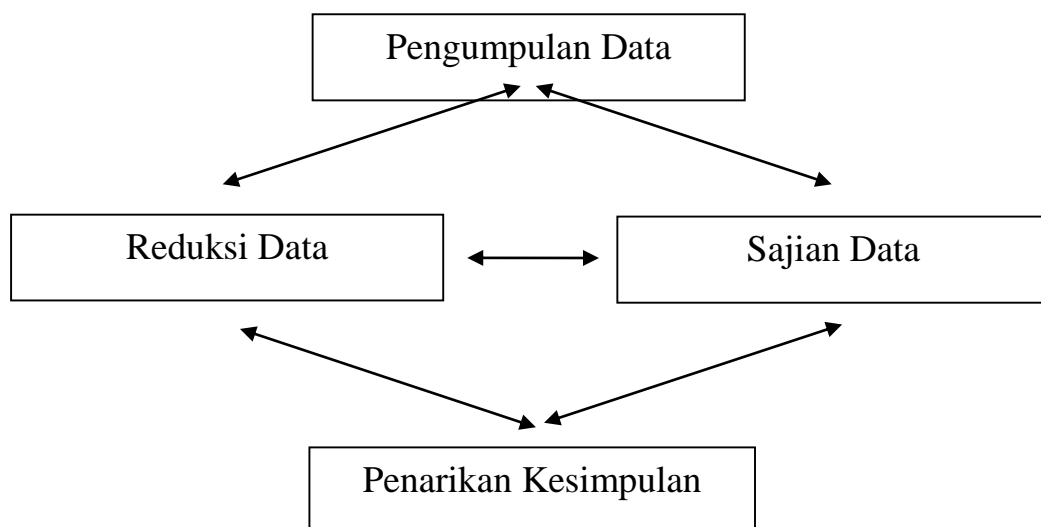 Pengumpulan Data
Reduksi Data
Sajian Data
Penarikan Kesimpulan